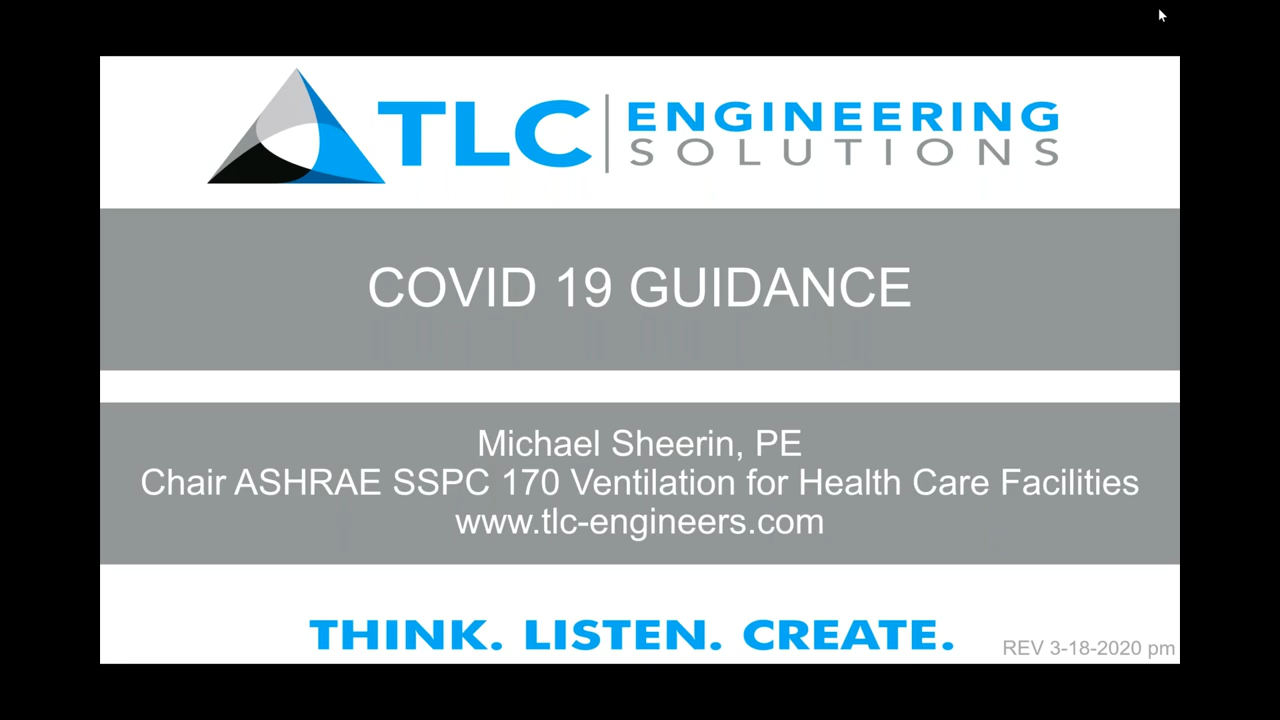 TLC ENGINEERING
SOLUTIONS
COVID 19 GUIDANCE
Michael Sheerin, PE
Chair ASHRAE SSPC 170 Ventilation for Health Care Facilities
www.tlc-engineers.com
THINK. LISTEN. CREATE.
REV 3-18-2020 pm